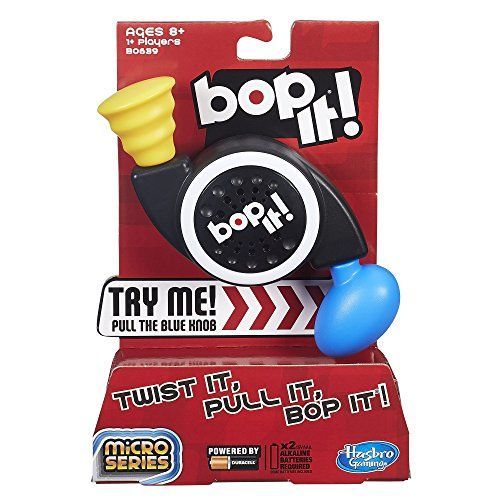 AGES 8+
1+ PLAYERS
B0639
bop it!
bop it!
TRY ME!
PULL THE BLUE KNOB
TWIST IT,
PULL IT,
BOP IT!
MICRO
SERIES
POWERED BY
DURACELL
x2
ALKALINE
BATTERIES
REQUIRED
Hasbro
Gaming